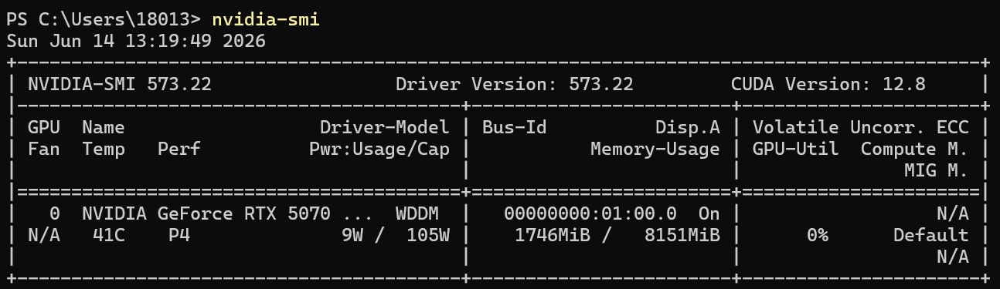 PS C:\Users\18013> nvidia-smi
Sun Jun 14 13:19:49 2026
+-----------------------------------------------------------------------------------------+
| NVIDIA-SMI 573.22                 Driver Version: 573.22         CUDA Version: 12.8     |
|-----------------------------------------+------------------------+----------------------+
| GPU  Name                  Driver-Model | Bus-Id          Disp.A | Volatile Uncorr. ECC |
| Fan  Temp   Perf          Pwr:Usage/Cap |           Memory-Usage | GPU-Util  Compute M. |
|                                         |                        |               MIG M. |
|=========================================+========================+======================|
|   0  NVIDIA GeForce RTX 5070 ...  WDDM  |   00000000:01:00.0  On |                  N/A |
| N/A   41C    P4              9W /  105W |    1746MiB /   8151MiB |      0%      Default |
|                                         |                        |                  N/A |
+-----------------------------------------+------------------------+----------------------+